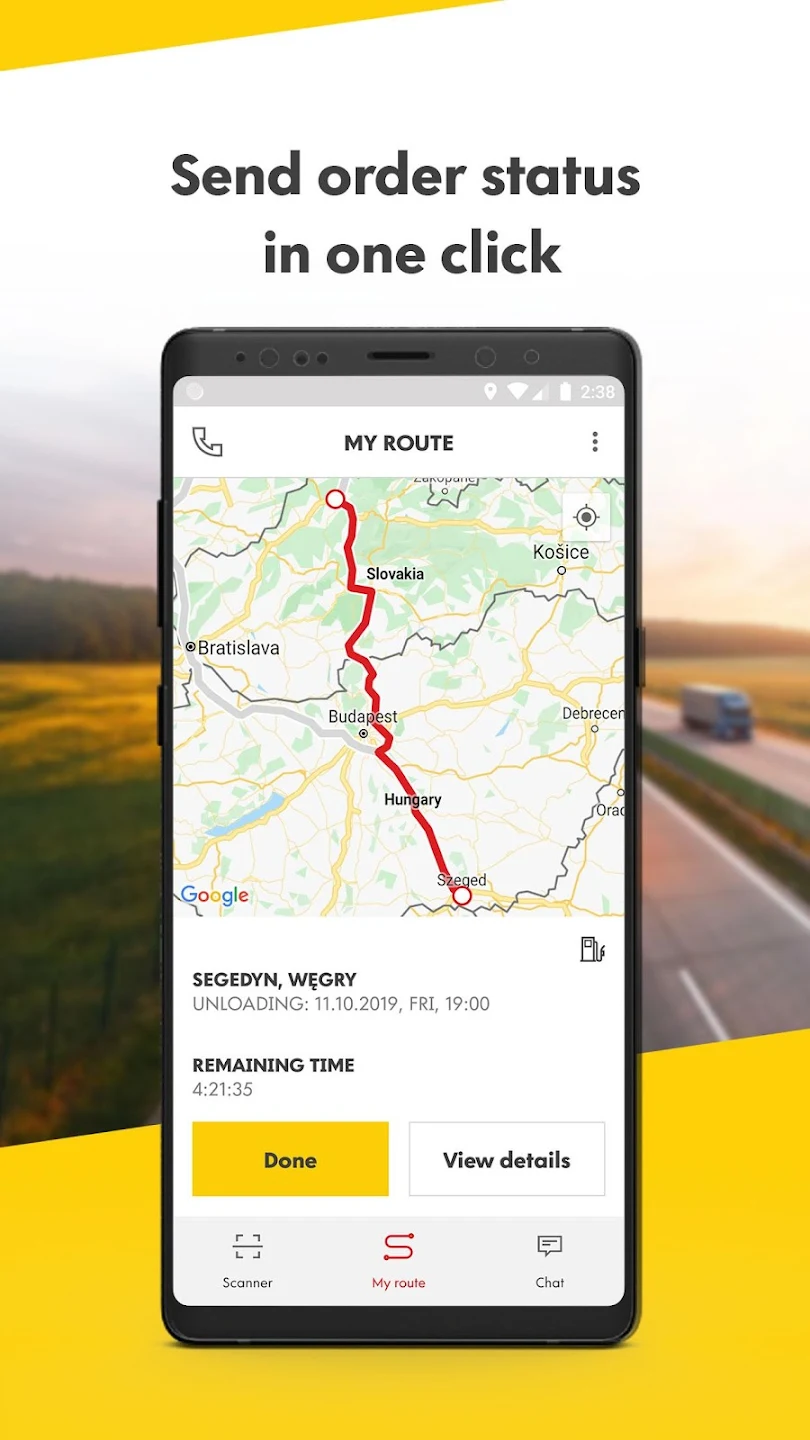 Send order status
in one click
2:38
MY ROUTE
Zakopane
Košice
Slovakia
Bratislava
Budapest
Debrecen
Hungary
Orad
Szeged
Google
SEGEDYN, WĘGRY
UNLOADING: 11.10.2019, FRI, 19:00
REMAINING TIME
4:21:35
Done
View details
Scanner
My route
Chat